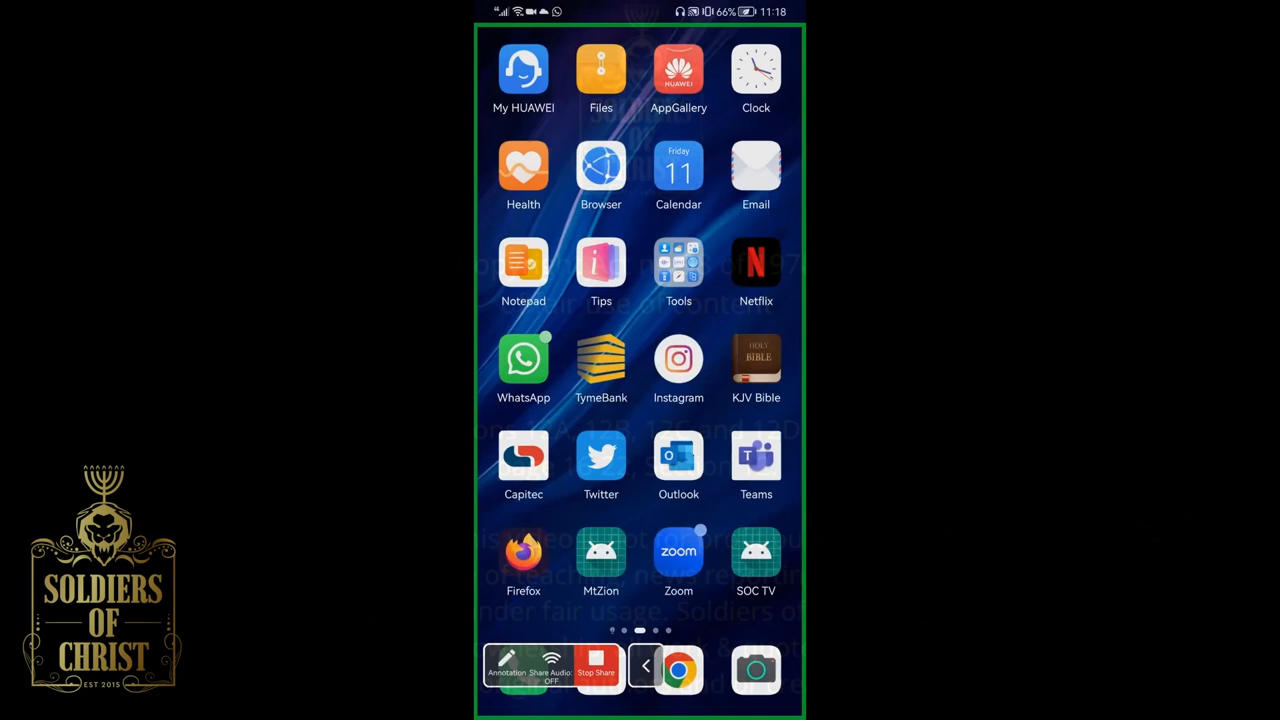 66% 11:18
My HUAWEI Files AppGallery Clock
HUAWEI
Friday
11
Health Browser Calendar Email
Notepad Tips Tools Netflix
HOLY
BIBLE
WhatsApp TymeBank Instagram KJV Bible
Capitec Twitter Outlook Teams
zoom
Firefox MtZion Zoom SOC TV
Annotation Share Audio: OFF Stop Share
SOLDIERS
OF
CHRIST
EST 2015